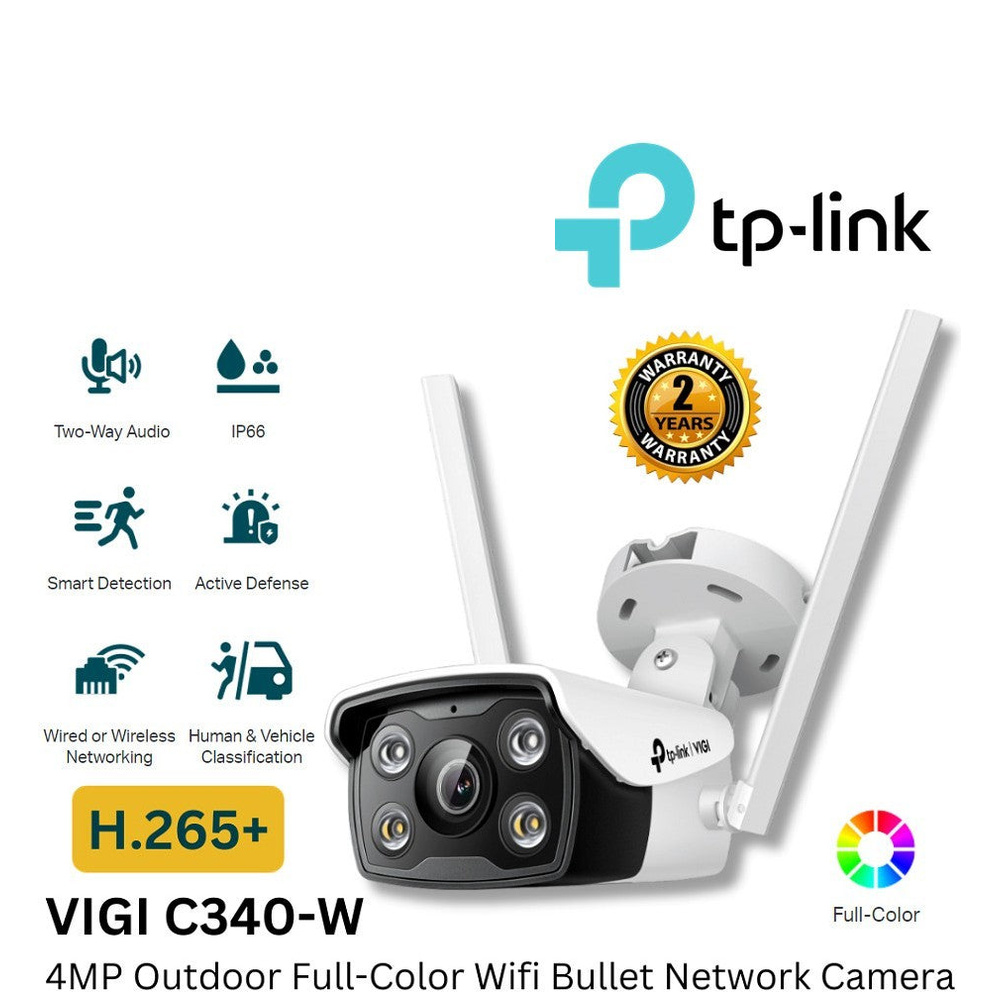 tp-link
WARRANTY
2
YEARS
WARRANTY
Two-Way Audio
IP66
Smart Detection
Active Defense
Wired or Wireless
Networking
Human & Vehicle
Classification
tp-link | VIGI
H.265+
Full-Color
VIGI C340-W
4MP Outdoor Full-Color Wifi Bullet Network Camera